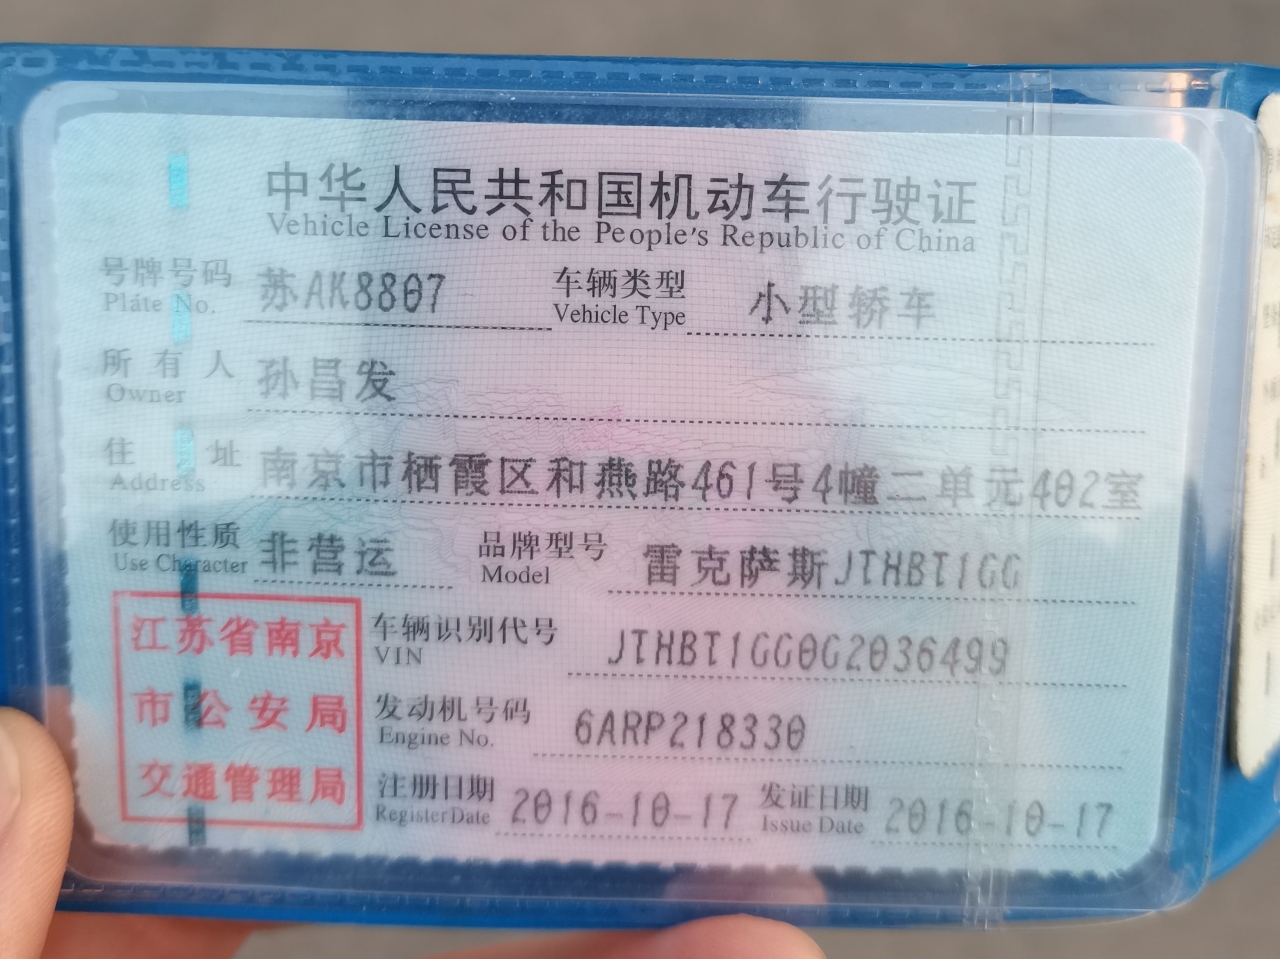 中华人民共和国机动车行驶证
Vehicle License of the People's Republic of China
号牌号码 苏AK8807 车辆类型 小型轿车
Plate No. Vehicle Type
所有人 孙昌发
Owner
住址 南京市栖霞区和燕路461号4幢二单元402室
Address
使用性质 非营运 品牌型号 雷克萨斯JTHBT1GG
Use Character Model
江苏省南京
市公安局
交通管理局
车辆识别代号 JTHBT1GG0G2036499
VIN
发动机号码 6ARP218330
Engine No.
注册日期 2016-10-17 发证日期 2016-10-17
Register Date Issue Date